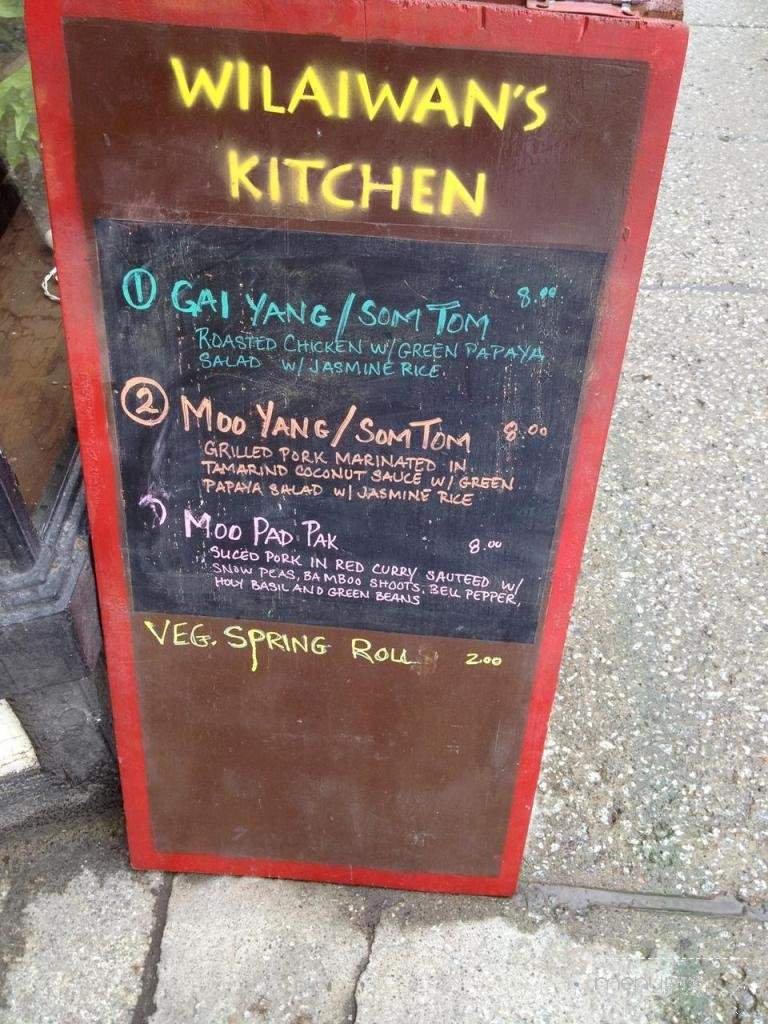 WILAIWAN'S
KITCHEN
1 GAI YANG/SOM TOM 8.00
ROASTED CHICKEN W/GREEN PAPAYA
SALAD W/JASMINE RICE
2 MOO YANG/SOM TOM 8.00
GRILLED PORK MARINATED IN
TAMARIND COCONUT SAUCE W/GREEN
PAPAYA SALAD W/JASMINE RICE
3 MOO PAD PAK 8.00
SLICED PORK IN RED CURRY SAUTEED W/
SNOW PEAS, BAMBOO SHOOTS, BELL PEPPER,
HOLY BASIL AND GREEN BEANS
VEG. SPRING ROLL 2.00